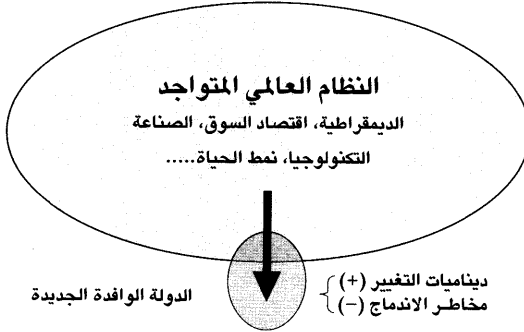 النظام العالمي المتواجد
الديمقراطية، اقتصاد السوق، الصناعة
التكنولوجيا، نمط الحياة.....
ديناميات التغيير (+)
مخاطر الاندماج (−)
الدولة الوافدة الجديدة